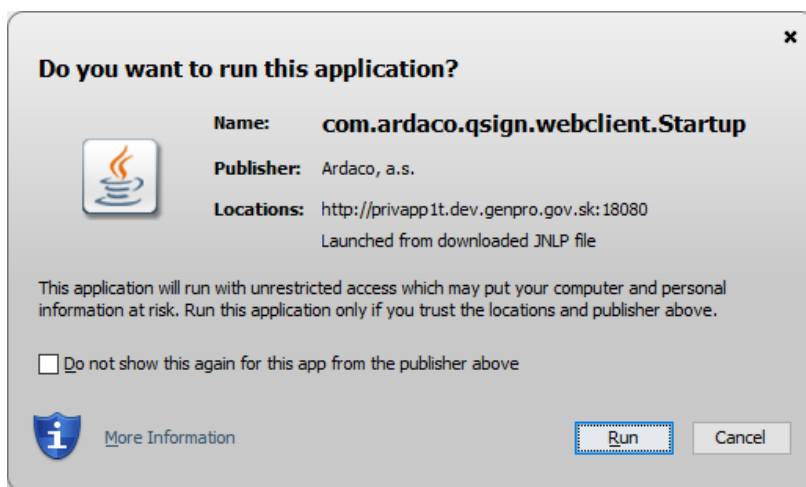 Do you want to run this application?
Name: com.ardaco.qsign.webclient.Startup
Publisher: Ardaco, a.s.
Locations: http://privapp1t.dev.genpro.gov.sk:18080
Launched from downloaded JNLP file
This application will run with unrestricted access which may put your computer and personal
information at risk. Run this application only if you trust the locations and publisher above.
Do not show this again for this app from the publisher above
More Information
Run
Cancel